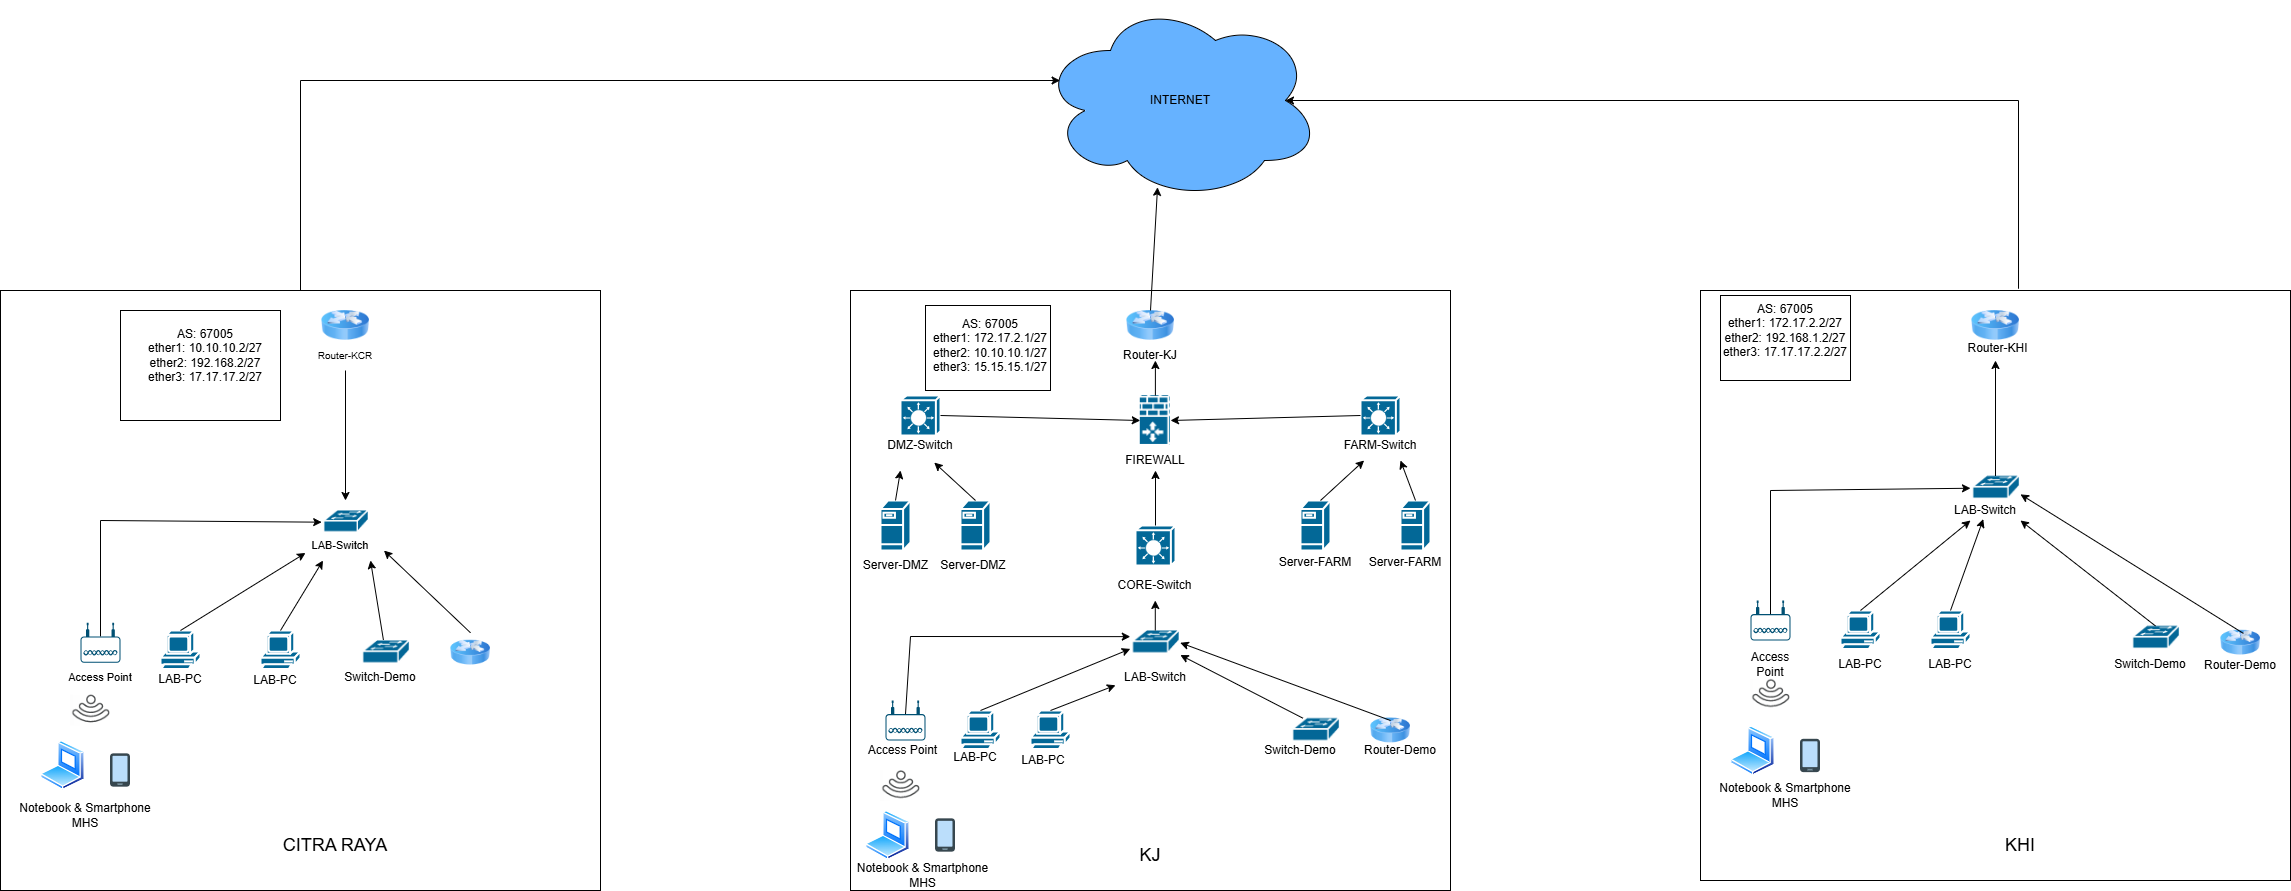 INTERNET
AS: 67005
ether1: 10.10.10.2/27
ether2: 192.168.2/27
ether3: 17.17.17.2/27
Router-KCR
LAB-Switch
Access Point
LAB-PC
LAB-PC
Switch-Demo
Notebook & Smartphone
MHS
CITRA RAYA
AS: 67005
ether1: 172.17.2.1/27
ether2: 10.10.10.1/27
ether3: 15.15.15.1/27
Router-KJ
DMZ-Switch
FIREWALL
FARM-Switch
Server-DMZ
Server-DMZ
CORE-Switch
Server-FARM
Server-FARM
LAB-Switch
Access Point
LAB-PC
LAB-PC
Switch-Demo
Router-Demo
Notebook & Smartphone
MHS
KJ
AS: 67005
ether1: 172.17.2.2/27
ether2: 192.168.1.2/27
ether3: 17.17.17.2.2/27
Router-KHI
LAB-Switch
Access
Point
LAB-PC
LAB-PC
Switch-Demo
Router-Demo
Notebook & Smartphone
MHS
KHI